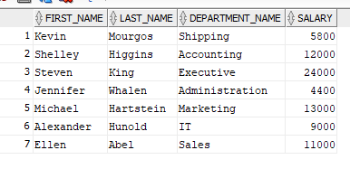 FIRST_NAME LAST_NAME DEPARTMENT_NAME SALARY
1 Kevin Mourgos Shipping 5800
2 Shelley Higgins Accounting 12000
3 Steven King Executive 24000
4 Jennifer Whalen Administration 4400
5 Michael Hartstein Marketing 13000
6 Alexander Hunold IT 9000
7 Ellen Abel Sales 11000